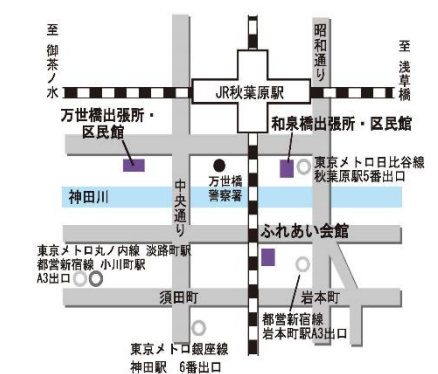 至 御茶ノ水
昭和通り
至 浅草橋
JR秋葉原駅
万世橋出張所・
区民館
和泉橋出張所・区民館
東京メトロ日比谷線
秋葉原駅5番出口
万世橋
警察署
神田川
中央通り
ふれあい会館
東京メトロ丸ノ内線 淡路町駅
都営新宿線 小川町駅
A3出口
須田町
岩本町
都営新宿線
岩本町駅A3出口
東京メトロ銀座線
神田駅 6番出口